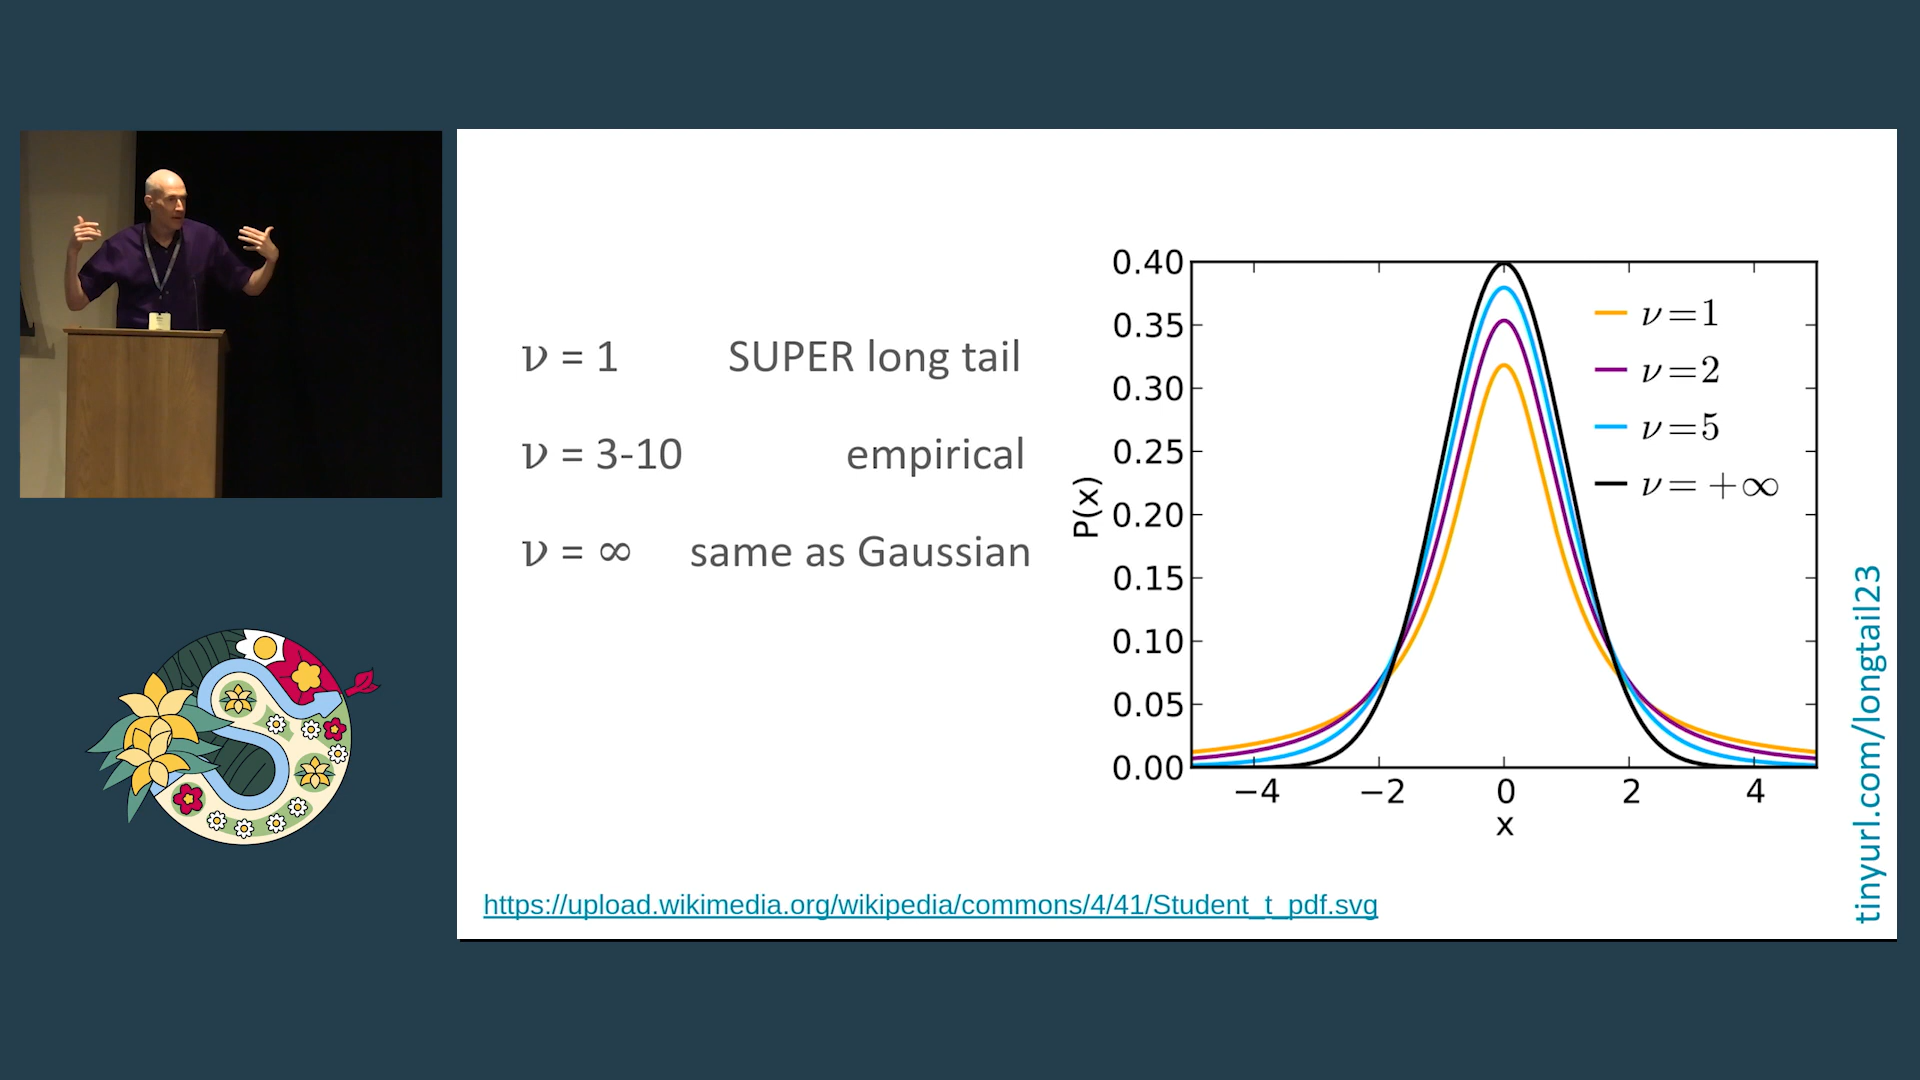 ν = 1 SUPER long tail
ν = 3-10 empirical
ν = ∞ same as Gaussian
0.40
0.35
0.30
0.25
0.20
0.15
0.10
0.05
0.00
P(x)
−4 −2 0 2 4
x
ν=1
ν=2
ν=5
ν=+∞
https://upload.wikimedia.org/wikipedia/commons/4/41/Student_t_pdf.svg
tinyurl.com/longtail23